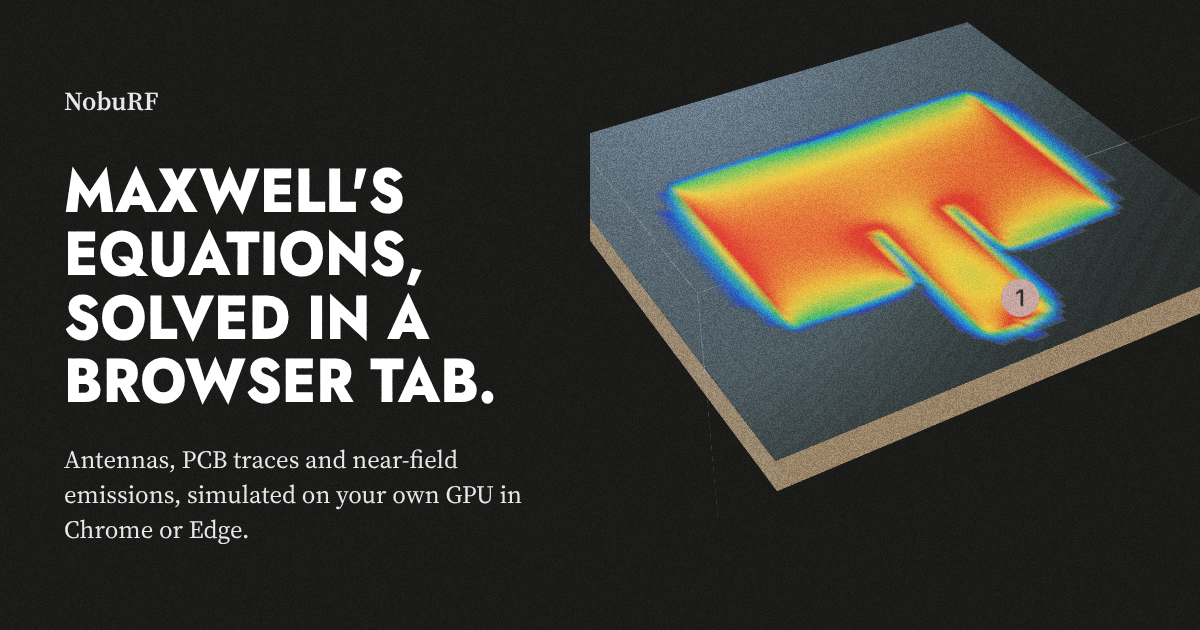 NobuRF
MAXWELL'S
EQUATIONS,
SOLVED IN A
BROWSER TAB.
Antennas, PCB traces and near-field
emissions, simulated on your own GPU in
Chrome or Edge.
1